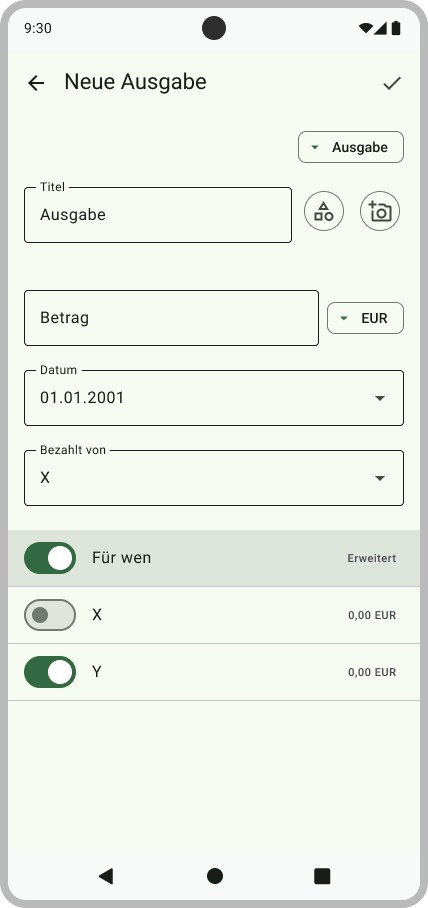 9:30
Neue Ausgabe
Ausgabe
Titel
Ausgabe
Betrag
EUR
Datum
01.01.2001
Bezahlt von
X
Für wen
Erweitert
X
0,00 EUR
Y
0,00 EUR